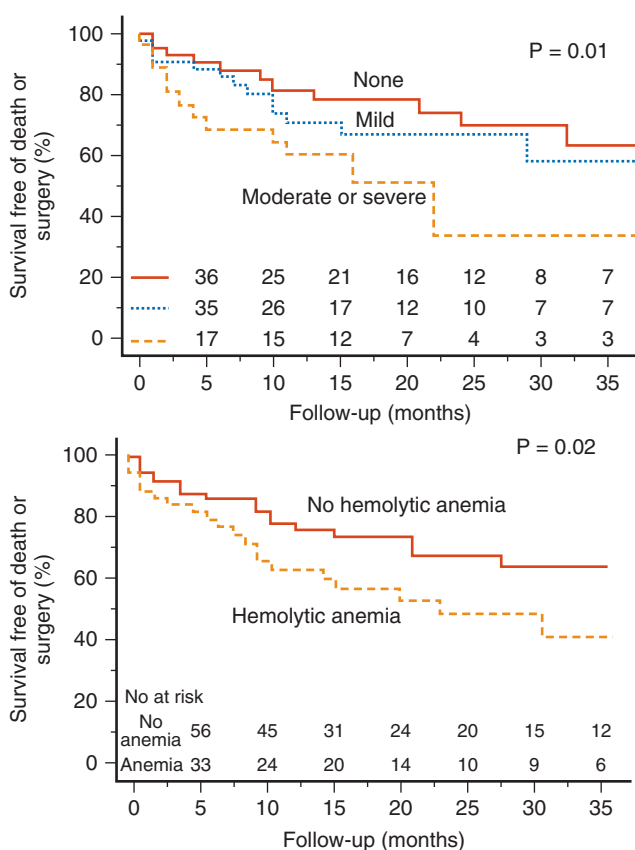 100
80
60
40
20
0
Survival free of death or
surgery (%)
P = 0.01
None
Mild
Moderate or severe
36 25 21 16 12 8 7
35 26 17 12 10 7 7
17 15 12 7 4 3 3
0 5 10 15 20 25 30 35
Follow-up (months)
100
80
60
40
20
0
Survival free of death or
surgery (%)
P = 0.02
No hemolytic anemia
Hemolytic anemia
No at risk
No
anemia 56 45 31 24 20 15 12
Anemia 33 24 20 14 10 9 6
0 5 10 15 20 25 30 35
Follow-up (months)